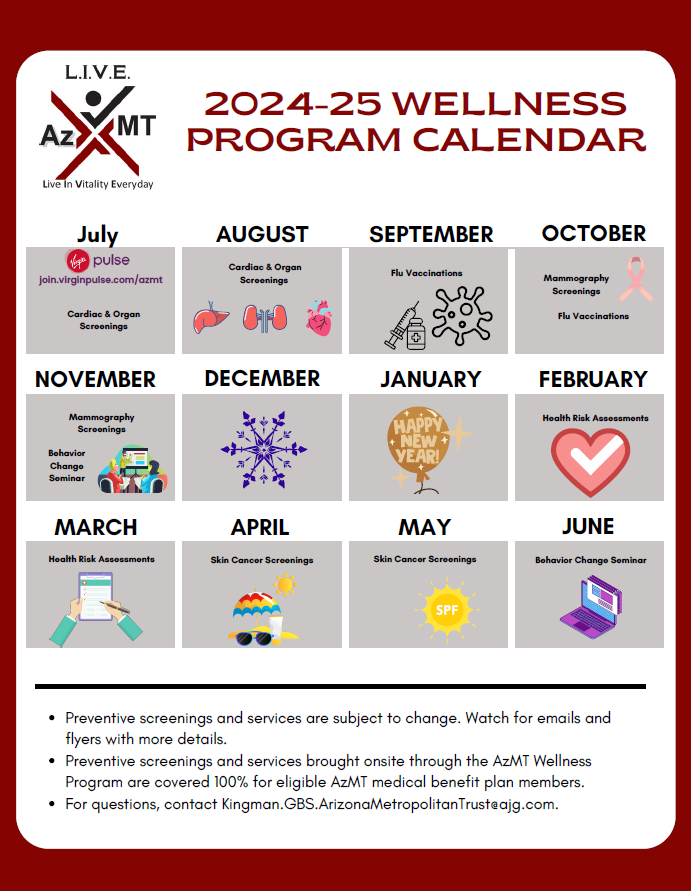 L.I.V.E.
AzMT
Live In Vitality Everyday
2024-25 WELLNESS
PROGRAM CALENDAR
July
Virgin pulse
join.virginpulse.com/azmt
Cardiac & Organ
Screenings
AUGUST
Cardiac & Organ
Screenings
SEPTEMBER
Flu Vaccinations
OCTOBER
Mammography
Screenings
Flu Vaccinations
NOVEMBER
Mammography
Screenings
Behavior
Change
Seminar
DECEMBER
JANUARY
HAPPY
NEW
YEAR!
FEBRUARY
Health Risk Assessments
MARCH
Health Risk Assessments
APRIL
Skin Cancer Screenings
MAY
Skin Cancer Screenings
SPF
JUNE
Behavior Change Seminar
• Preventive screenings and services are subject to change. Watch for emails and
flyers with more details.
• Preventive screenings and services brought onsite through the AzMT Wellness
Program are covered 100% for eligible AzMT medical benefit plan members.
• For questions, contact Kingman.GBS.ArizonaMetropolitanTrust@ajg.com.